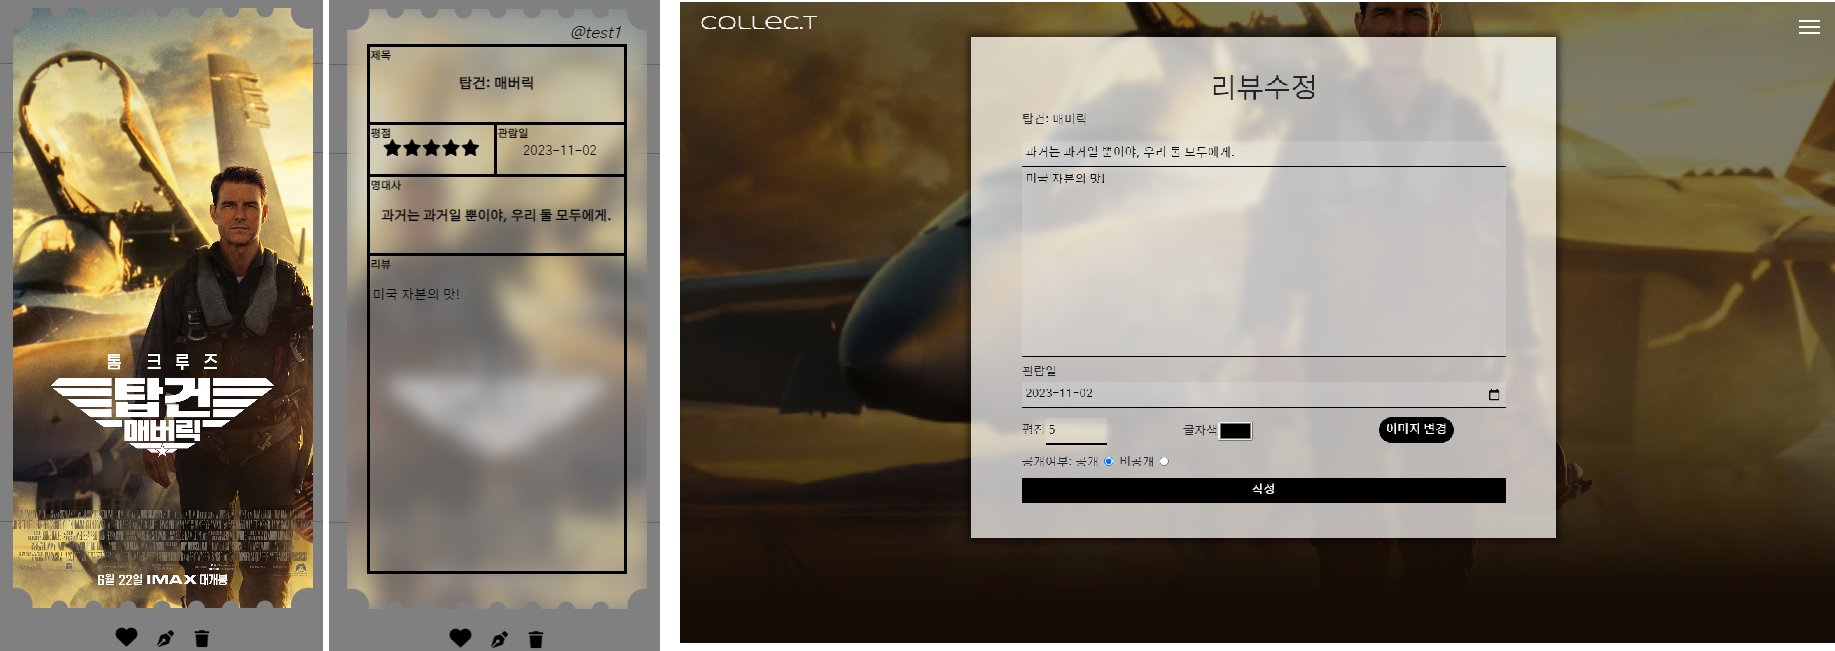 톰 크루즈
탑건
매버릭
6월 22일 IMAX 대개봉
@test1
제목
탑건: 매버릭
평점
관람일
2023-11-02
명대사
과거는 과거일 뿐이야, 우리 둘 모두에게.
리뷰
미국 자본의 맛!
COLLEC.T
리뷰수정
탑건: 매버릭
과거는 과거일 뿐이야, 우리 둘 모두에게.
미국 자본의 맛!
관람일
2023-11-02
평점 5
글자색
이미지 변경
공개여부: 공개 비공개
작성